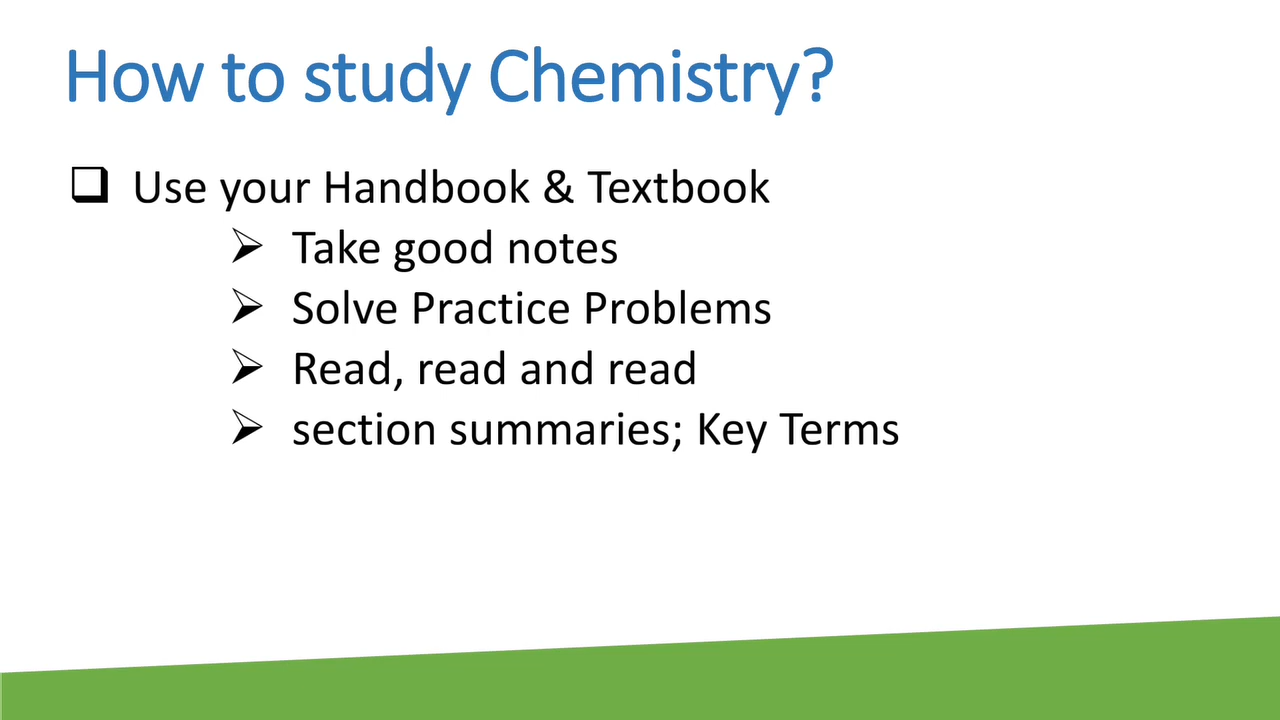 How to study Chemistry?
❑ Use your Handbook & Textbook
➢ Take good notes
➢ Solve Practice Problems
➢ Read, read and read
➢ section summaries; Key Terms